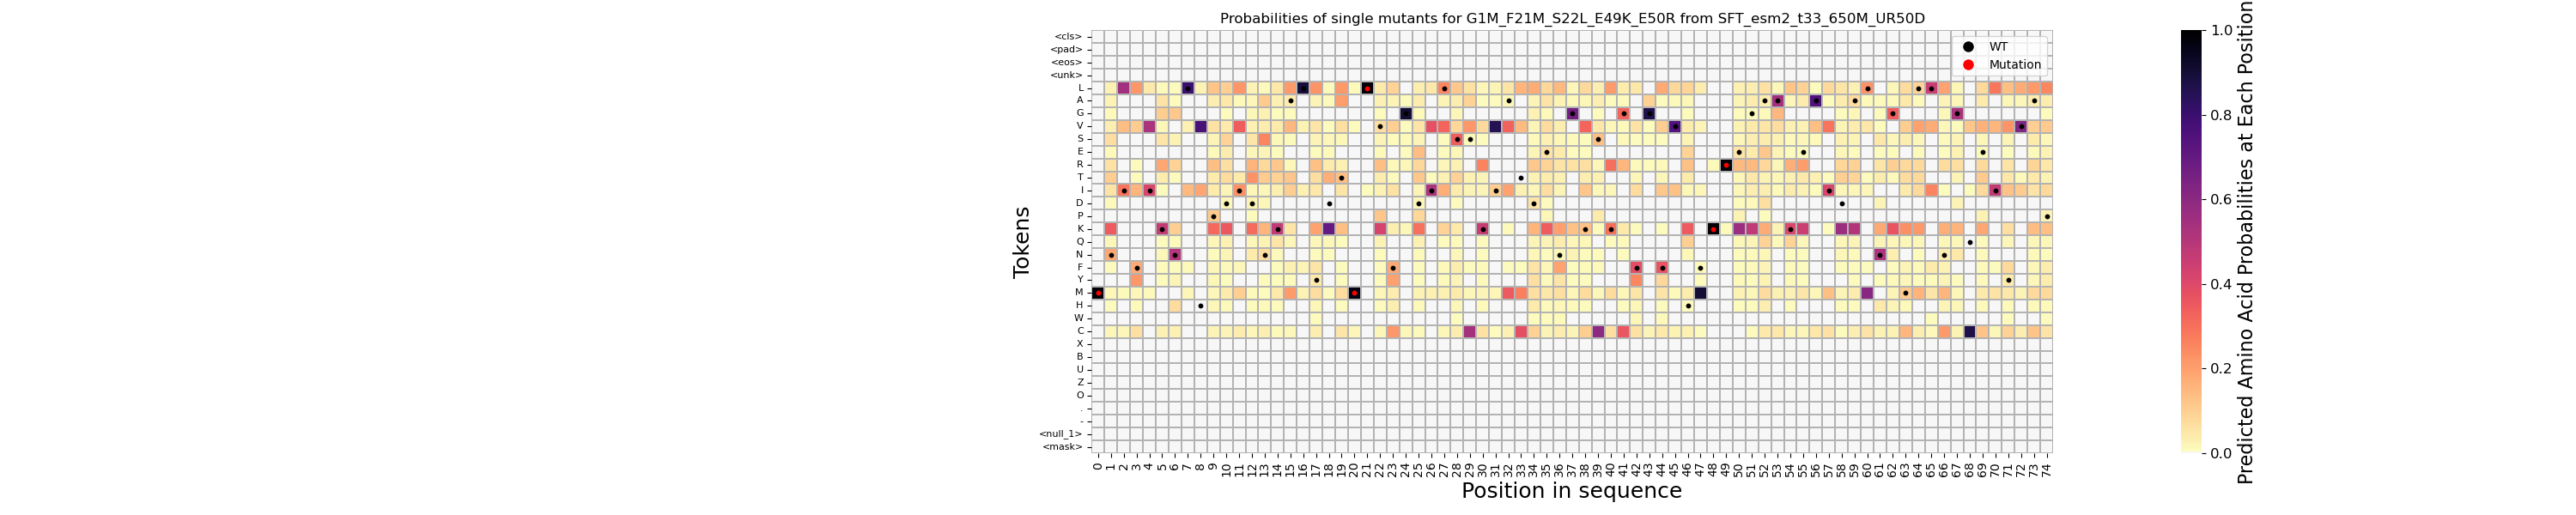 Probabilities of single mutants for G1M_F21M_S22L_E49K_E50R from SFT_esm2_t33_650M_UR50D
<cls>
<pad>
<eos>
<unk>
L
A
G
V
S
E
R
T
I
D
P
K
Q
N
F
Y
M
H
W
C
X
B
U
Z
O
.
-
<null_1>
<mask>
Tokens
WT
Mutation
0 1 2 3 4 5 6 7 8 9 10 11 12 13 14 15 16 17 18 19 20 21 22 23 24 25 26 27 28 29 30 31 32 33 34 35 36 37 38 39 40 41 42 43 44 45 46 47 48 49 50 51 52 53 54 55 56 57 58 59 60 61 62 63 64 65 66 67 68 69 70 71 72 73 74
Position in sequence
1.0
0.8
0.6
0.4
0.2
0.0
Predicted Amino Acid Probabilities at Each Position